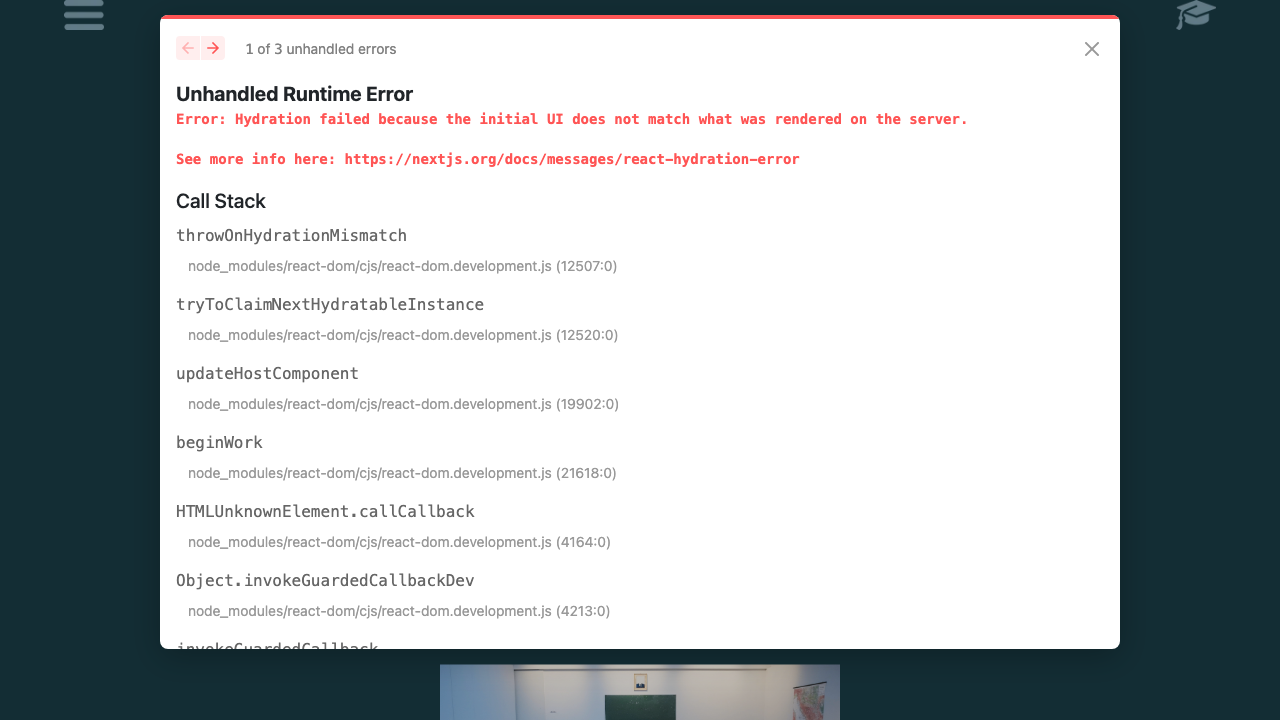 1 of 3 unhandled errors
Unhandled Runtime Error
Error: Hydration failed because the initial UI does not match what was rendered on the server.
See more info here: https://nextjs.org/docs/messages/react-hydration-error
Call Stack
throwOnHydrationMismatch
node_modules/react-dom/cjs/react-dom.development.js (12507:0)
tryToClaimNextHydratableInstance
node_modules/react-dom/cjs/react-dom.development.js (12520:0)
updateHostComponent
node_modules/react-dom/cjs/react-dom.development.js (19902:0)
beginWork
node_modules/react-dom/cjs/react-dom.development.js (21618:0)
HTMLUnknownElement.callCallback
node_modules/react-dom/cjs/react-dom.development.js (4164:0)
Object.invokeGuardedCallbackDev
node_modules/react-dom/cjs/react-dom.development.js (4213:0)
invokeGuardedCallback